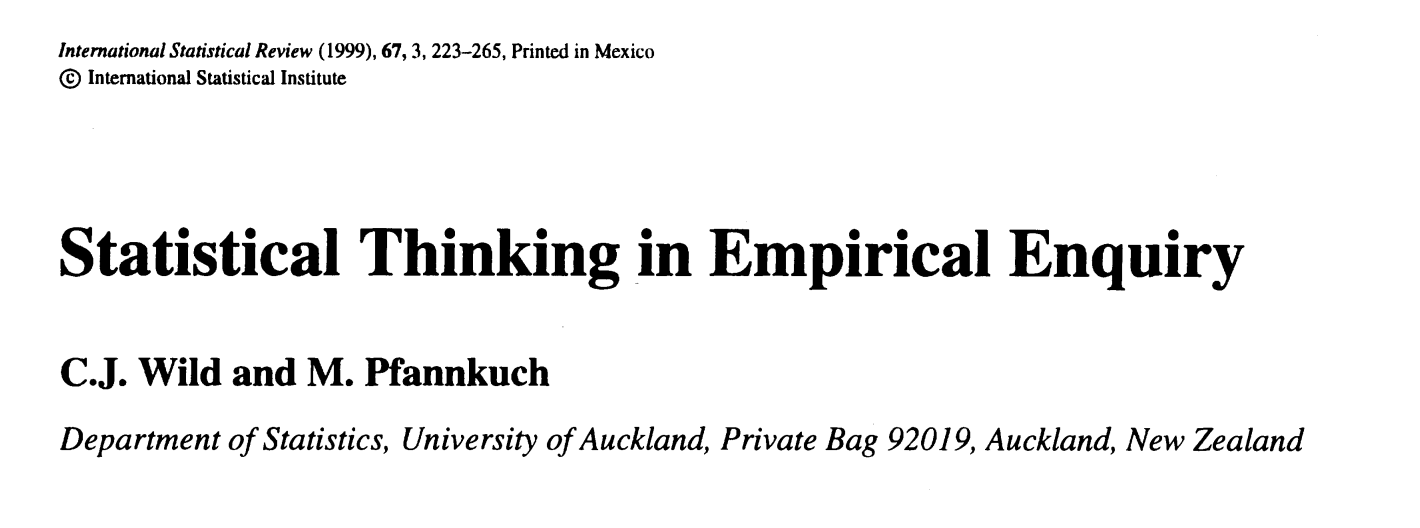 International Statistical Review (1999), 67, 3, 223–265, Printed in Mexico
© International Statistical Institute
Statistical Thinking in Empirical Enquiry
C.J. Wild and M. Pfannkuch
Department of Statistics, University of Auckland, Private Bag 92019, Auckland, New Zealand